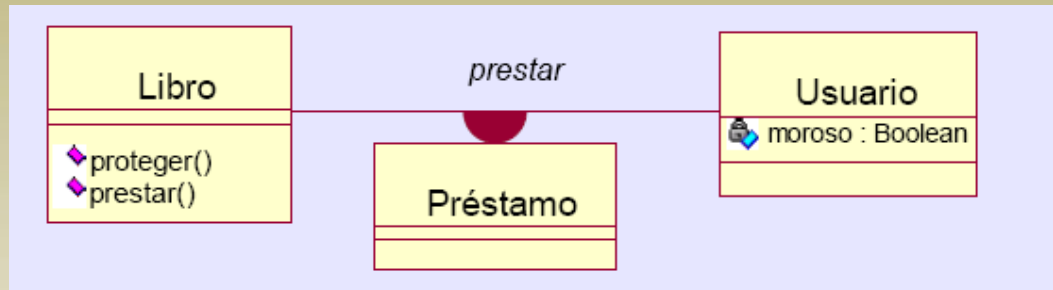 Libro
proteger()
prestar()
prestar
Préstamo
Usuario
moroso : Boolean